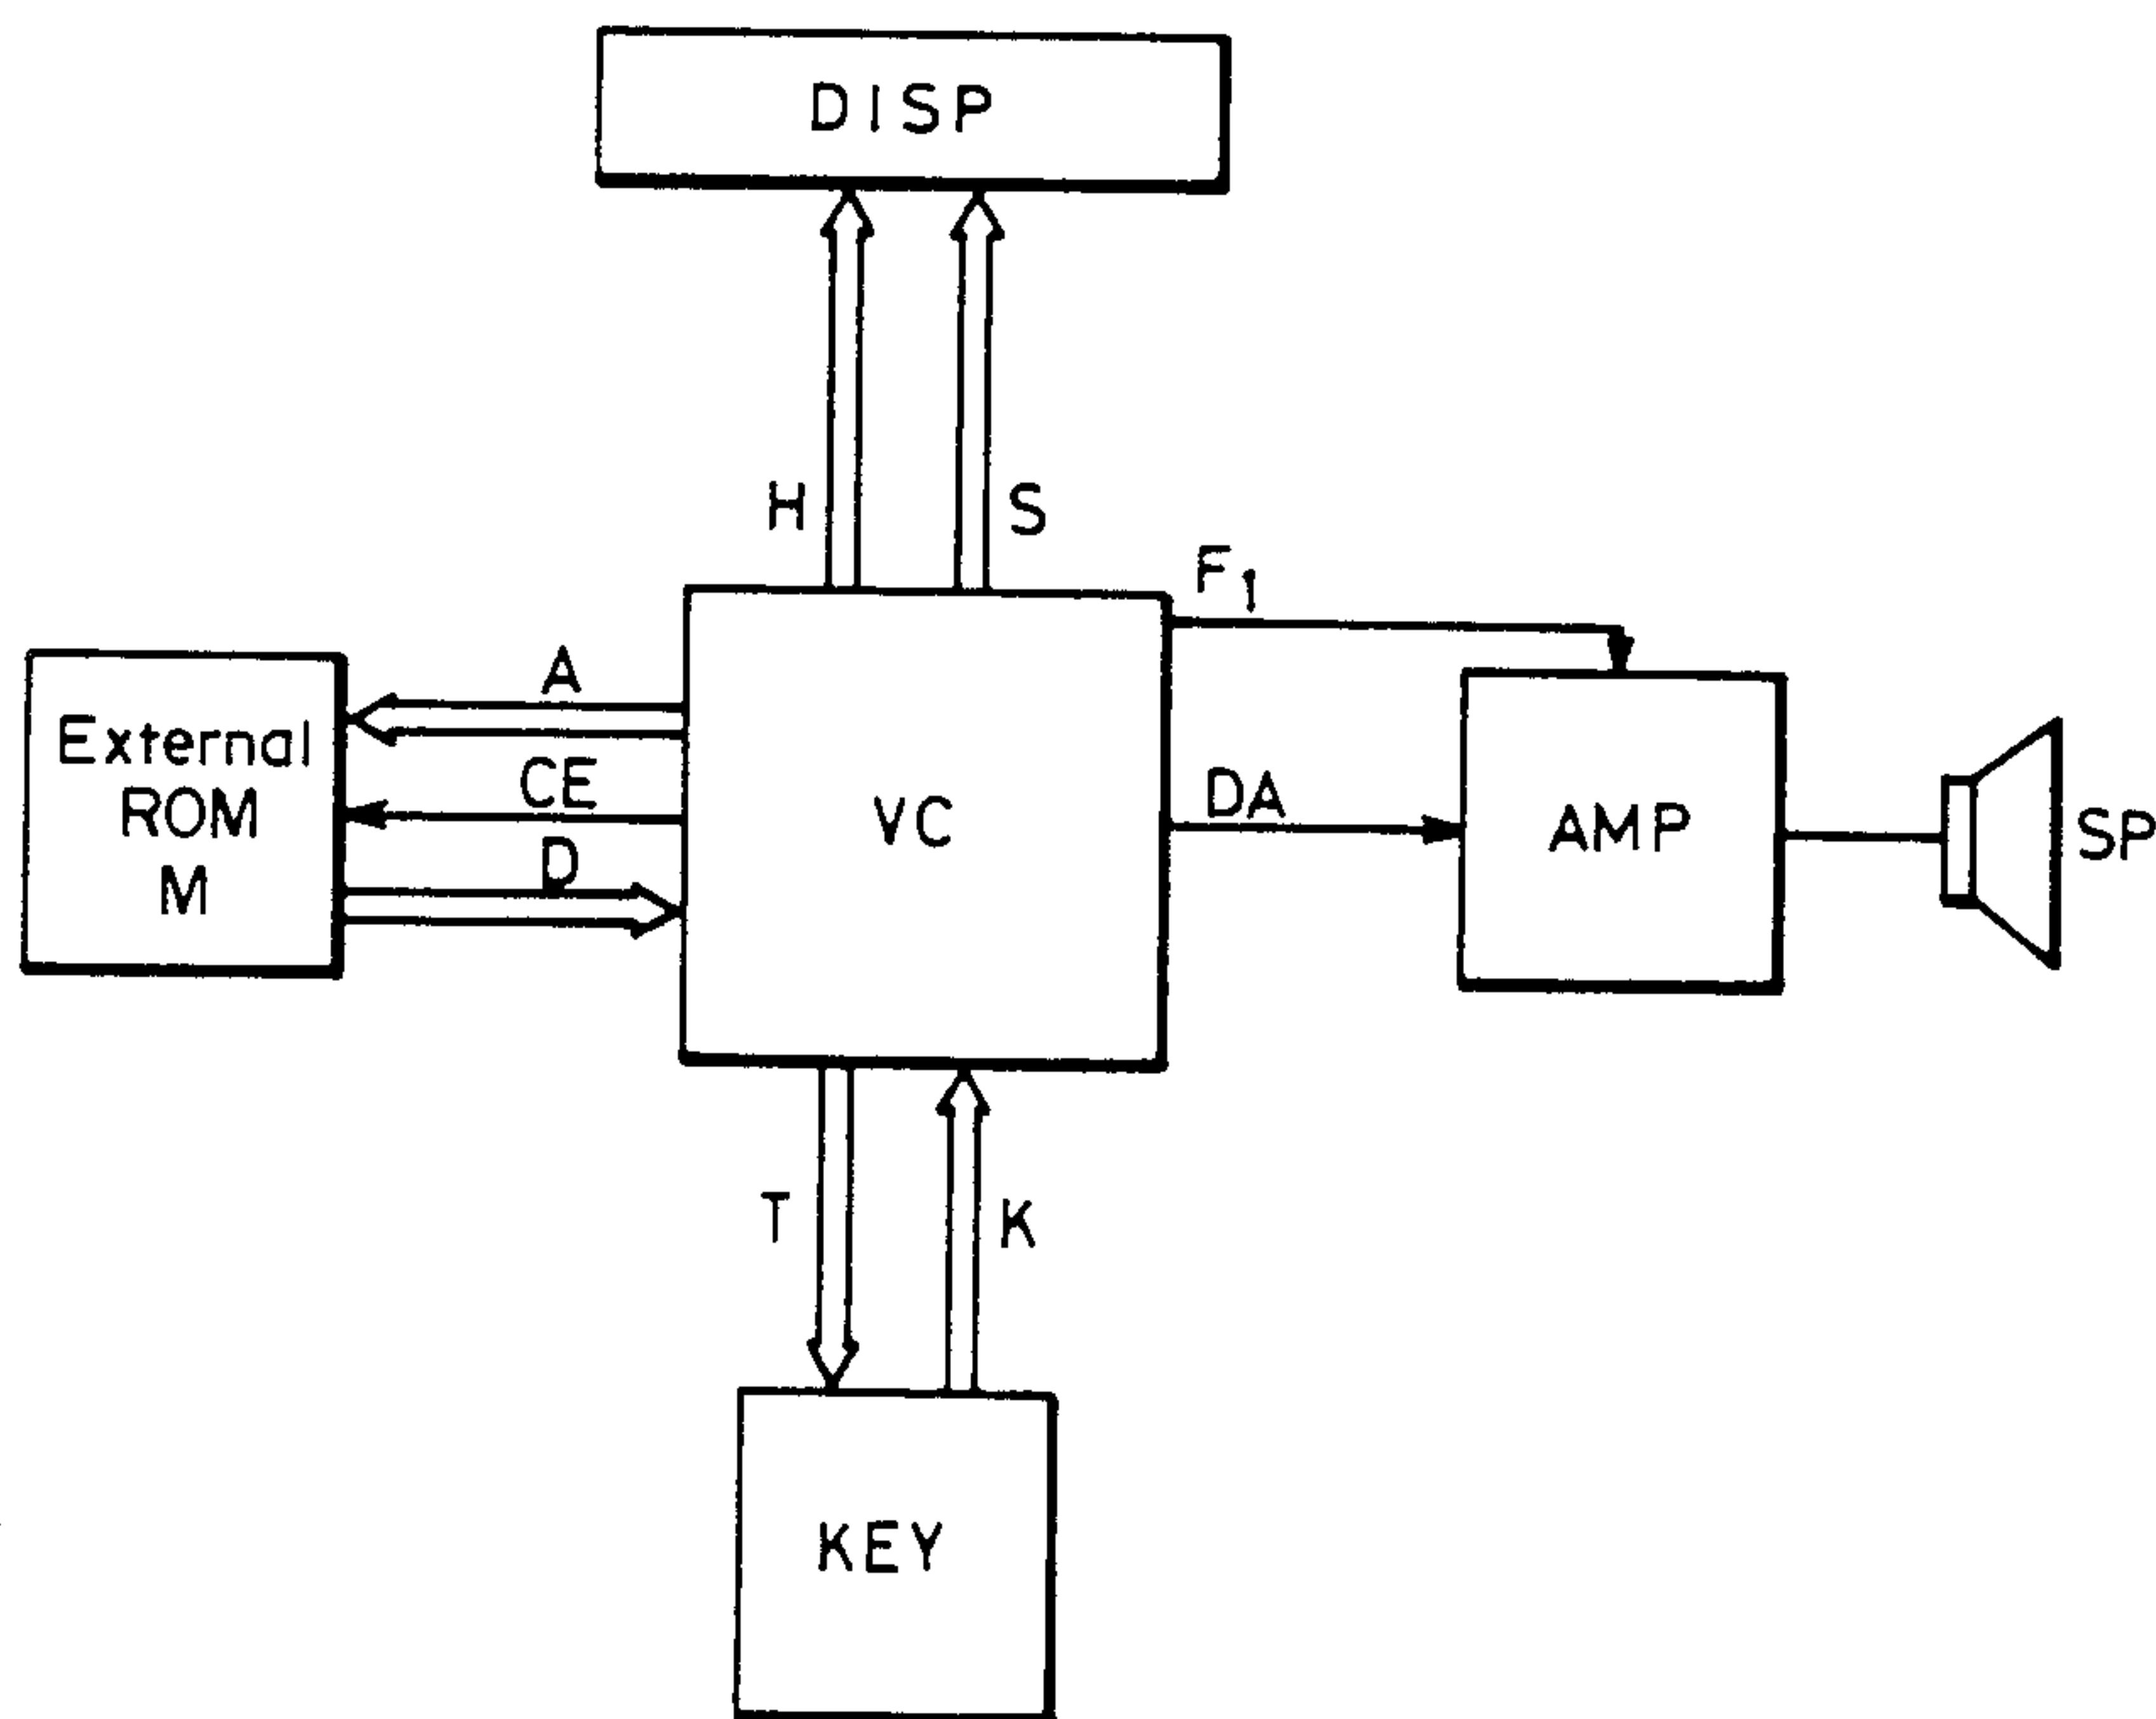 DISP
H
S
F1
A
External
ROM
M
CE
VC
DA
AMP
SP
D
T
K
KEY